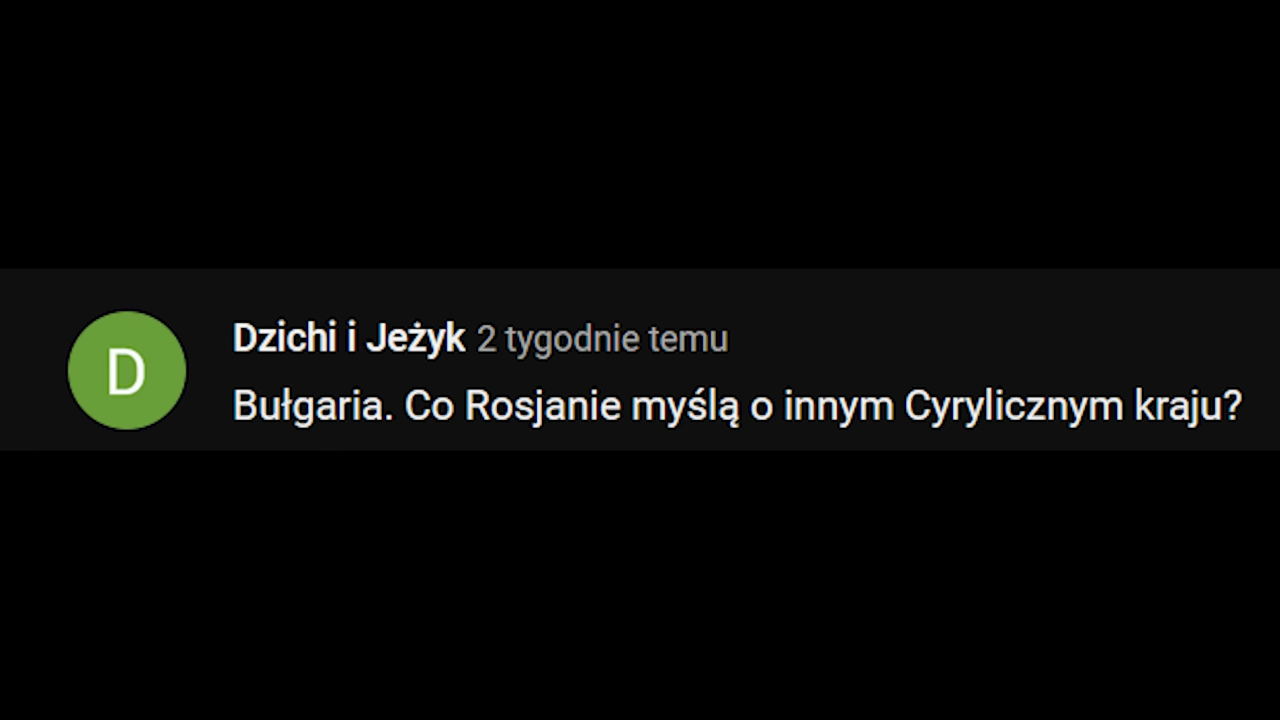 D
Dzichi i Jeżyk 2 tygodnie temu
Bułgaria. Co Rosjanie myślą o innym Cyrylicznym kraju?